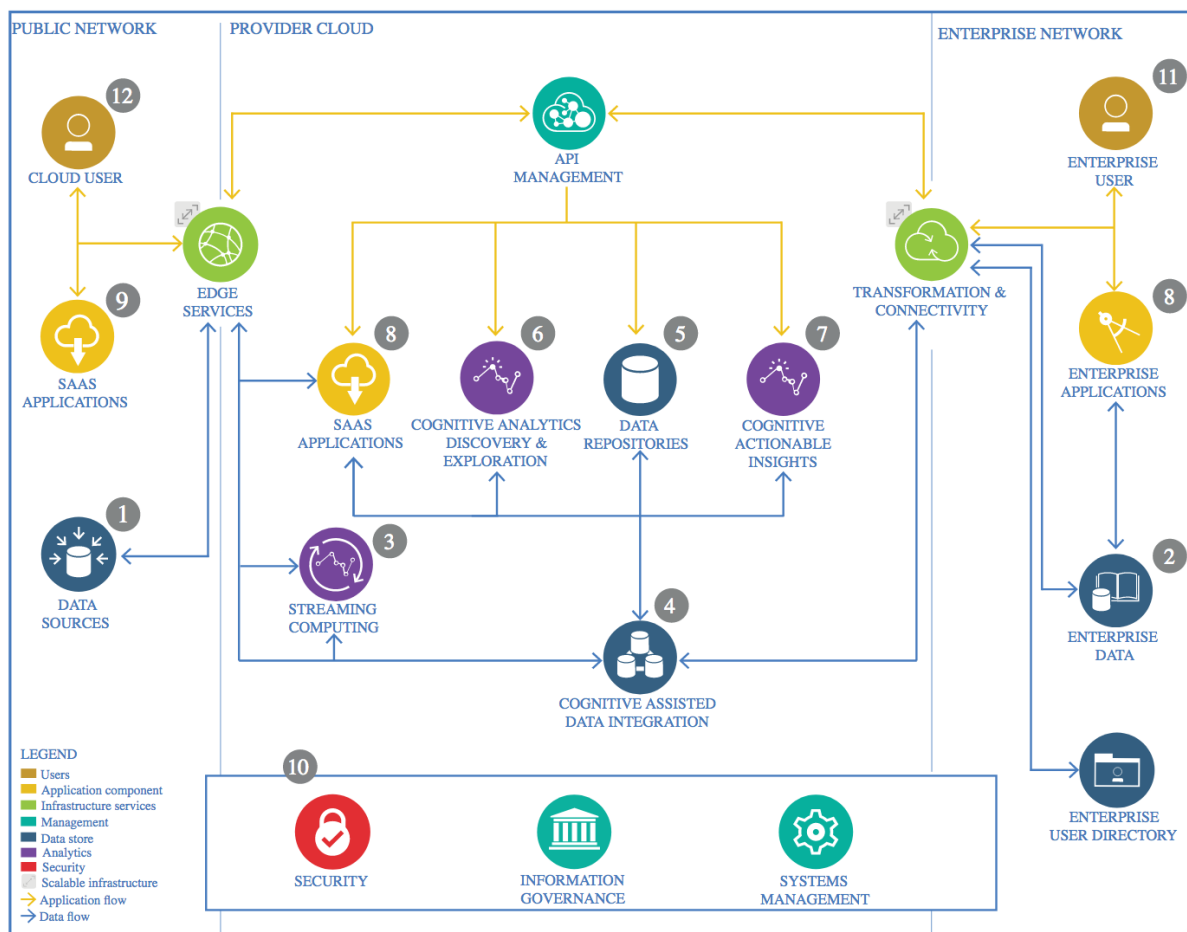 PUBLIC NETWORK
PROVIDER CLOUD
ENTERPRISE NETWORK
12
CLOUD USER
API
MANAGEMENT
11
ENTERPRISE
USER
EDGE
SERVICES
TRANSFORMATION &
CONNECTIVITY
9
SAAS
APPLICATIONS
8
SAAS
APPLICATIONS
6
COGNITIVE ANALYTICS
DISCOVERY &
EXPLORATION
5
DATA
REPOSITORIES
7
COGNITIVE
ACTIONABLE
INSIGHTS
8
ENTERPRISE
APPLICATIONS
1
DATA
SOURCES
3
STREAMING
COMPUTING
4
COGNITIVE ASSISTED
DATA INTEGRATION
2
ENTERPRISE
DATA
ENTERPRISE
USER DIRECTORY
LEGEND
Users
Application component
Infrastructure services
Management
Data store
Analytics
Security
Scalable infrastructure
Application flow
Data flow
10
SECURITY
INFORMATION
GOVERNANCE
SYSTEMS
MANAGEMENT